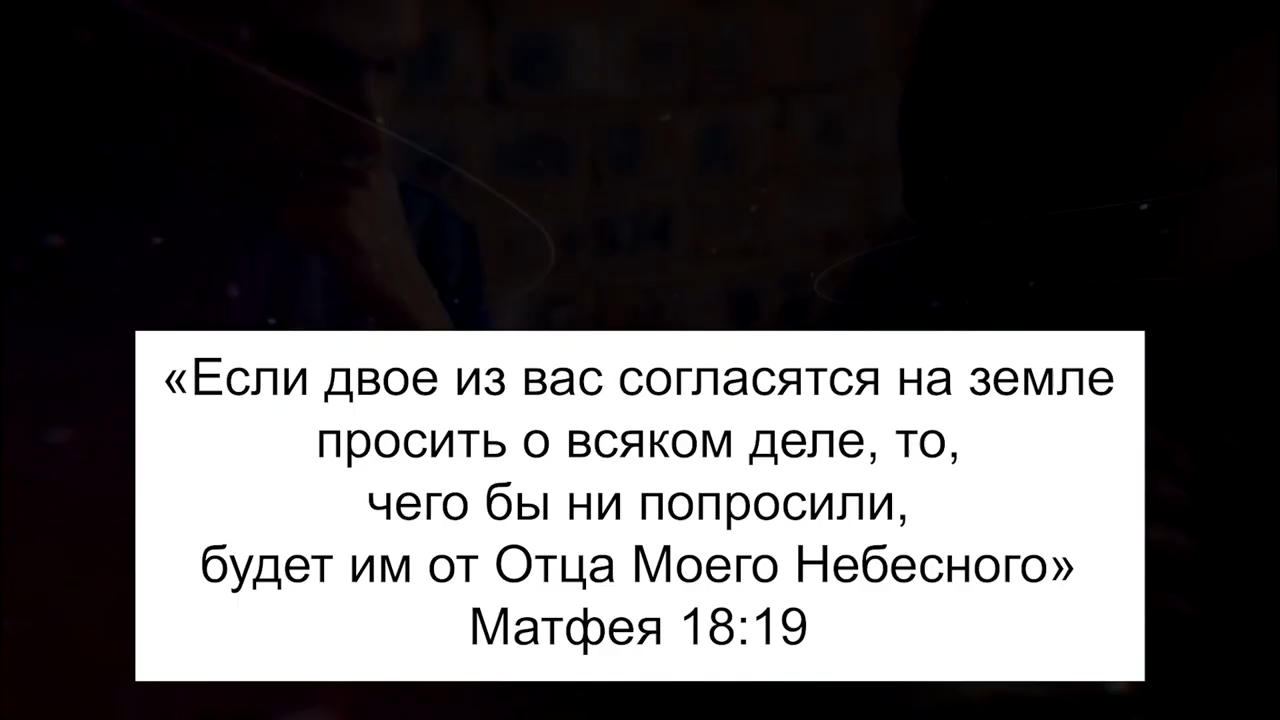 «Если двое из вас согласятся на земле
просить о всяком деле, то,
чего бы ни попросили,
будет им от Отца Моего Небесного»
Матфея 18:19